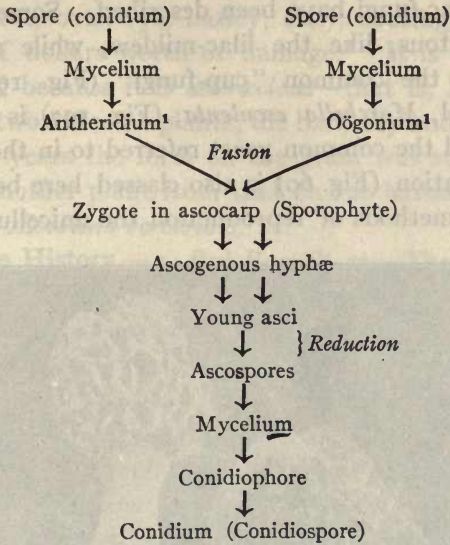 Spore (conidium) Spore (conidium)
Mycelium Mycelium
Antheridium¹ Oögonium¹
Fusion
Zygote in ascocarp (Sporophyte)
Ascogenous hyphæ
Young asci
} Reduction
Ascospores
Mycelium
Conidiophore
Conidium (Conidiospore)